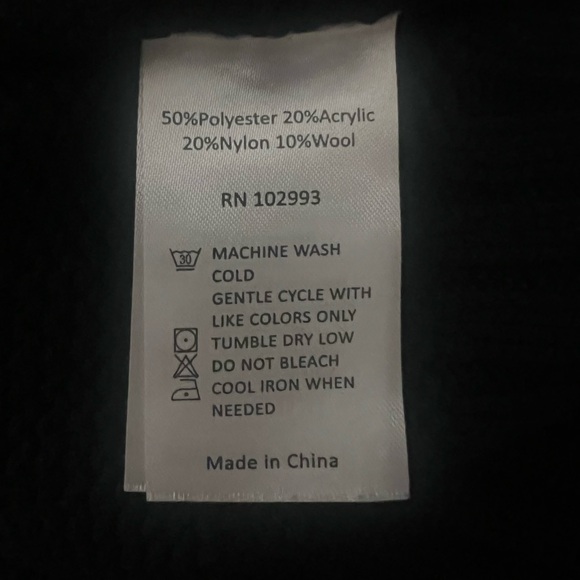 50%Polyester 20%Acrylic
20%Nylon 10%Wool
RN 102993
30
MACHINE WASH
COLD
GENTLE CYCLE WITH
LIKE COLORS ONLY
TUMBLE DRY LOW
DO NOT BLEACH
COOL IRON WHEN
NEEDED
Made in China